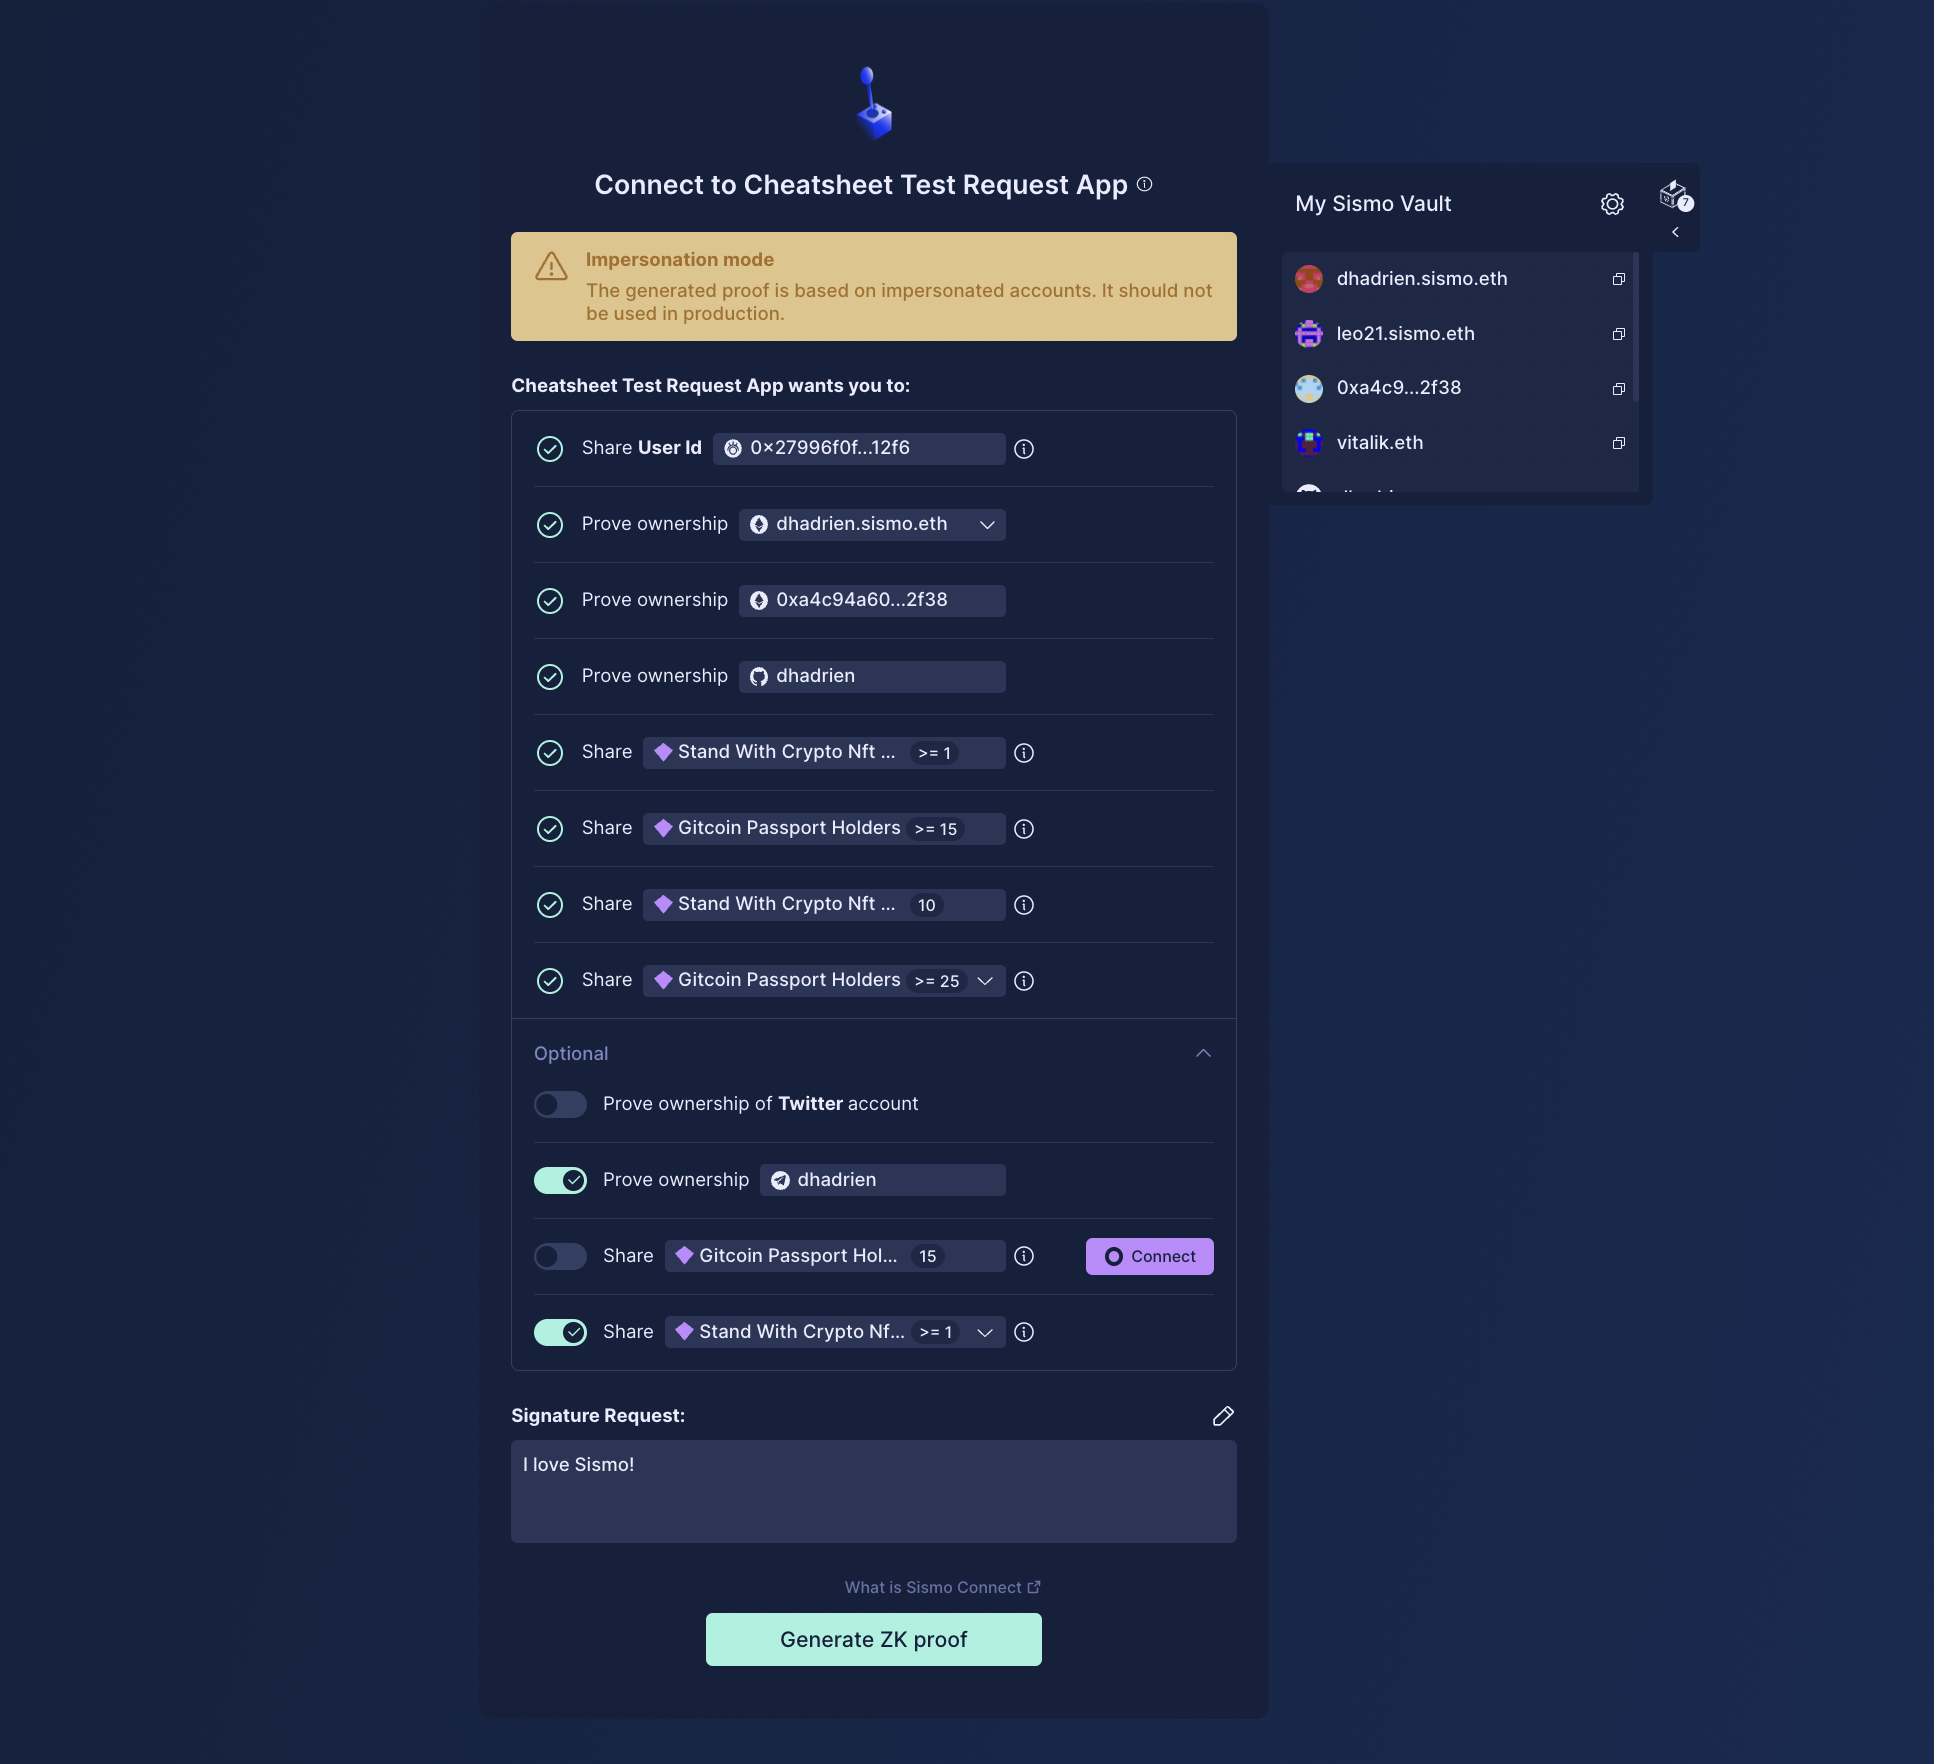 Connect to Cheatsheet Test Request App
Impersonation mode
The generated proof is based on impersonated accounts. It should not
be used in production.
Cheatsheet Test Request App wants you to:
Share User Id 0x27996f0f...12f6
Prove ownership dhadrien.sismo.eth
Prove ownership 0xa4c94a60...2f38
Prove ownership dhadrien
Share Stand With Crypto Nft ... >= 1
Share Gitcoin Passport Holders >= 15
Share Stand With Crypto Nft ... 10
Share Gitcoin Passport Holders >= 25
Optional
Prove ownership of Twitter account
Prove ownership dhadrien
Share Gitcoin Passport Hol... 15 Connect
Share Stand With Crypto Nf... >= 1
Signature Request:
I love Sismo!
What is Sismo Connect
Generate ZK proof
My Sismo Vault
7
dhadrien.sismo.eth
leo21.sismo.eth
0xa4c9...2f38
vitalik.eth